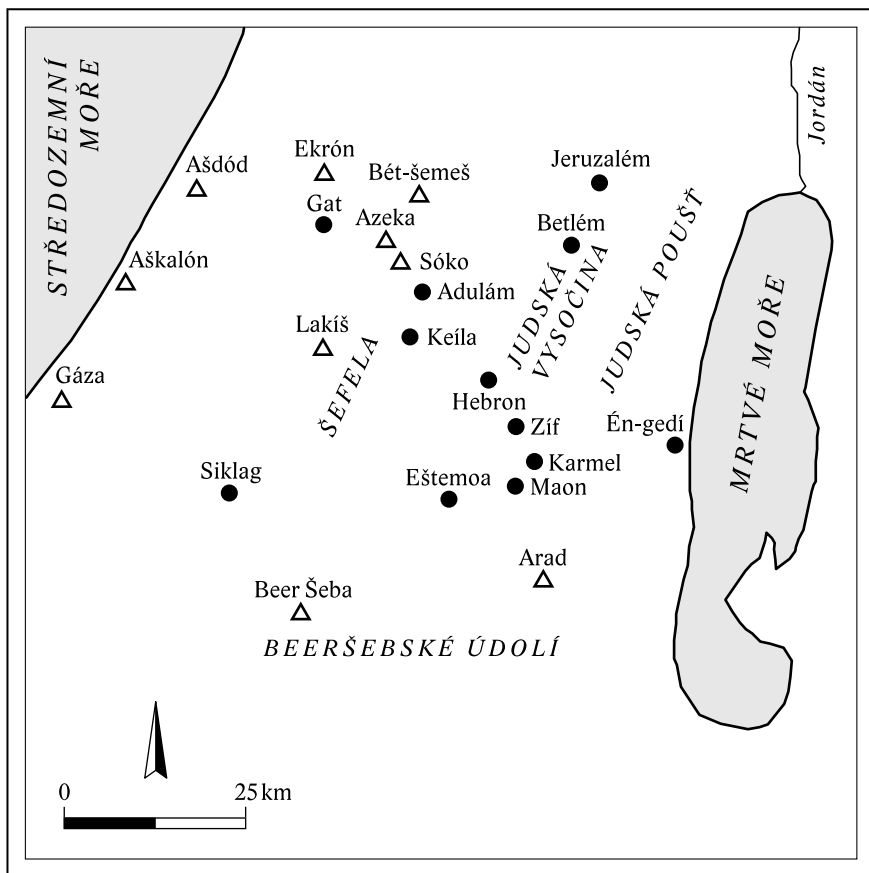 STŘEDOZEMNÍ
MOŘE
Jordán
Ekrón
Ašdód
Bét-šemeš
Jeruzalém
Gat
Azeka
Betlém
Aškalón
Sóko
Adulám
JUDSKÁ
VYSOČINA
JUDSKÁ POUŠŤ
MRTVÉ MOŘE
Lakíš
Keíla
ŠEFELA
Gáza
Hebron
Zíf
Én-gedí
Siklag
Karmel
Eštemoa
Maon
Arad
Beer Šeba
BEERŠEBSKÉ ÚDOLÍ
0 25 km